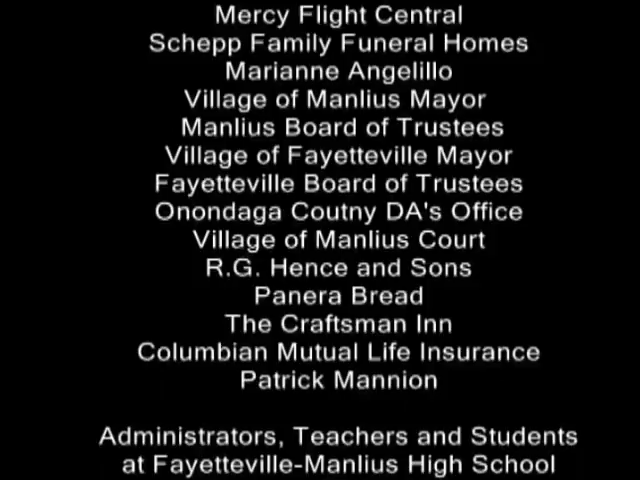 Mercy Flight Central
Schepp Family Funeral Homes
Marianne Angelillo
Village of Manlius Mayor
Manlius Board of Trustees
Village of Fayetteville Mayor
Fayetteville Board of Trustees
Onondaga Coutny DA's Office
Village of Manlius Court
R.G. Hence and Sons
Panera Bread
The Craftsman Inn
Columbian Mutual Life Insurance
Patrick Mannion
Administrators, Teachers and Students
at Fayetteville-Manlius High School